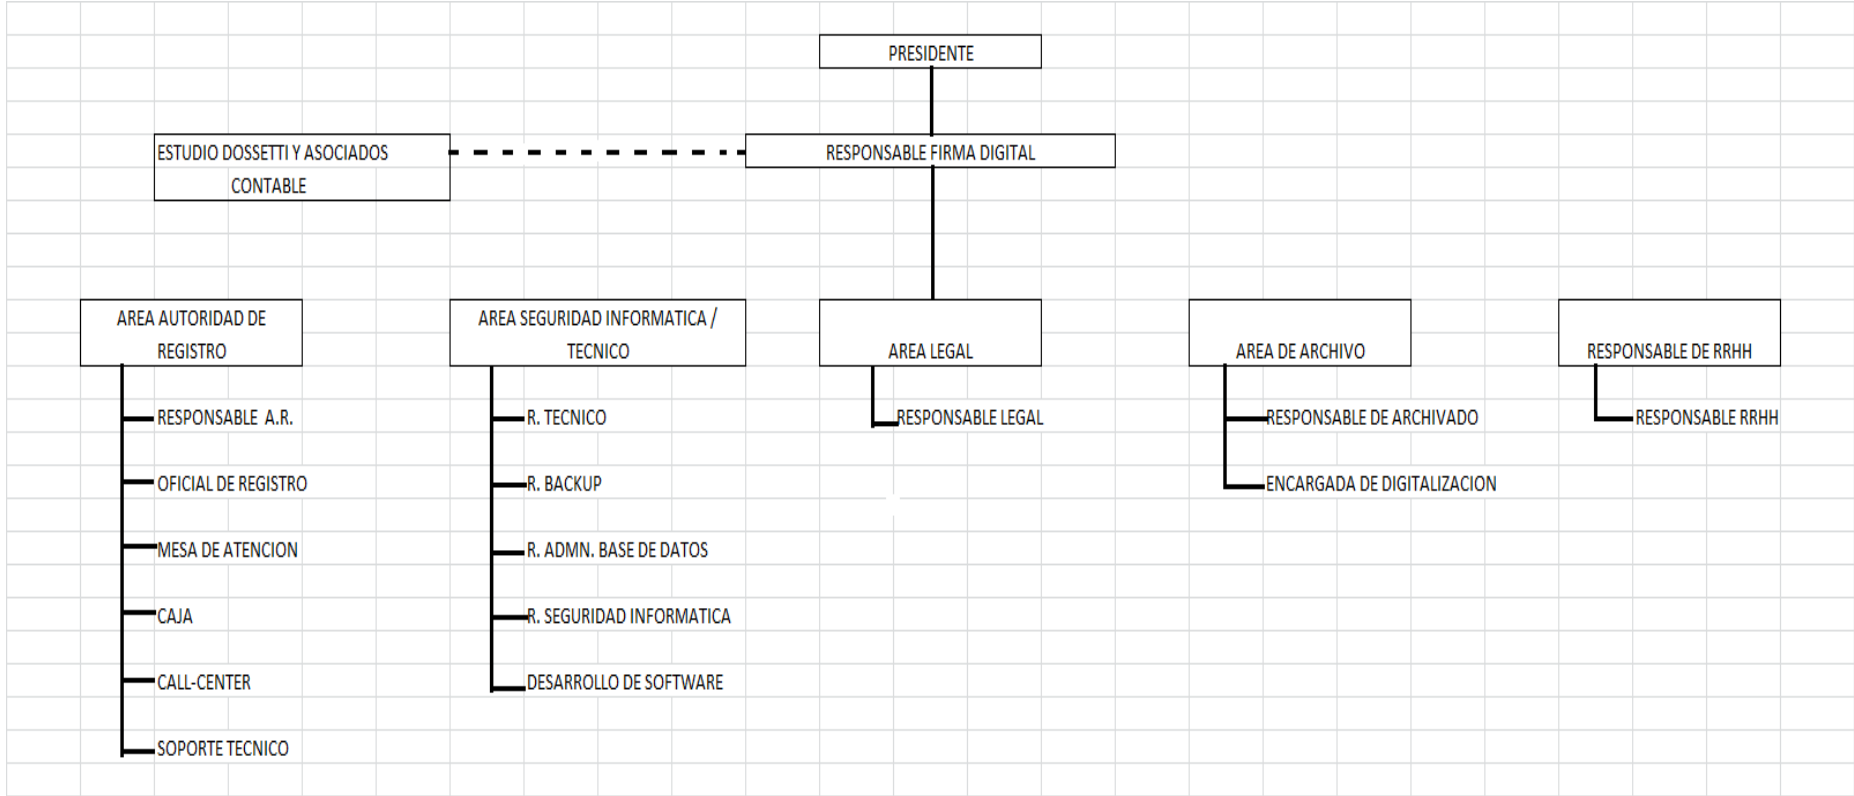 PRESIDENTE
ESTUDIO DOSSETTI Y ASOCIADOS
CONTABLE
RESPONSABLE FIRMA DIGITAL
AREA AUTORIDAD DE
REGISTRO
RESPONSABLE  A.R.
OFICIAL DE REGISTRO
MESA DE ATENCION
CAJA
CALL-CENTER
SOPORTE TECNICO
AREA SEGURIDAD INFORMATICA /
TECNICO
R. TECNICO
R. BACKUP
R. ADMN. BASE DE DATOS
R. SEGURIDAD INFORMATICA
DESARROLLO DE SOFTWARE
AREA LEGAL
RESPONSABLE LEGAL
AREA DE ARCHIVO
RESPONSABLE DE ARCHIVADO
ENCARGADA DE DIGITALIZACION
RESPONSABLE DE RRHH
RESPONSABLE RRHH